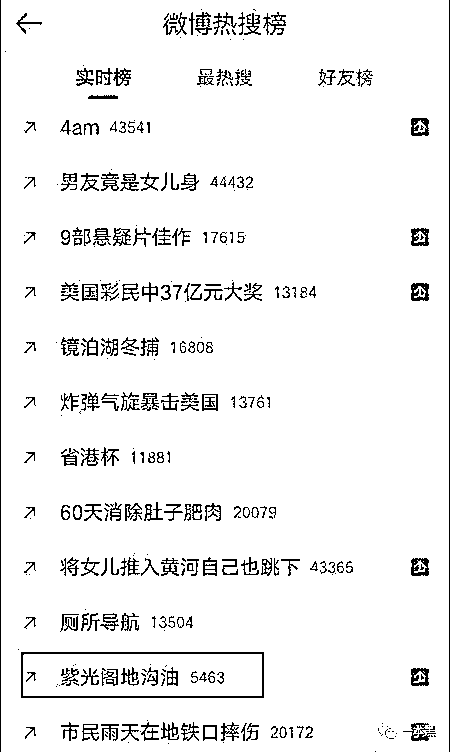 微博热搜榜
实时榜 最热搜 好友榜
4am 43541
男友竟是女儿身 44432
9部悬疑片佳作 17615
美国彩民中37亿元大奖 13184
镜泊湖冬捕 16808
炸弹气旋暴击美国 13761
省港杯 11881
60天消除肚子肥肉 20079
将女儿推入黄河自己也跳下 43365
厕所导航 13504
紫光阁地沟油 5463
市民雨天在地铁口摔伤 20172